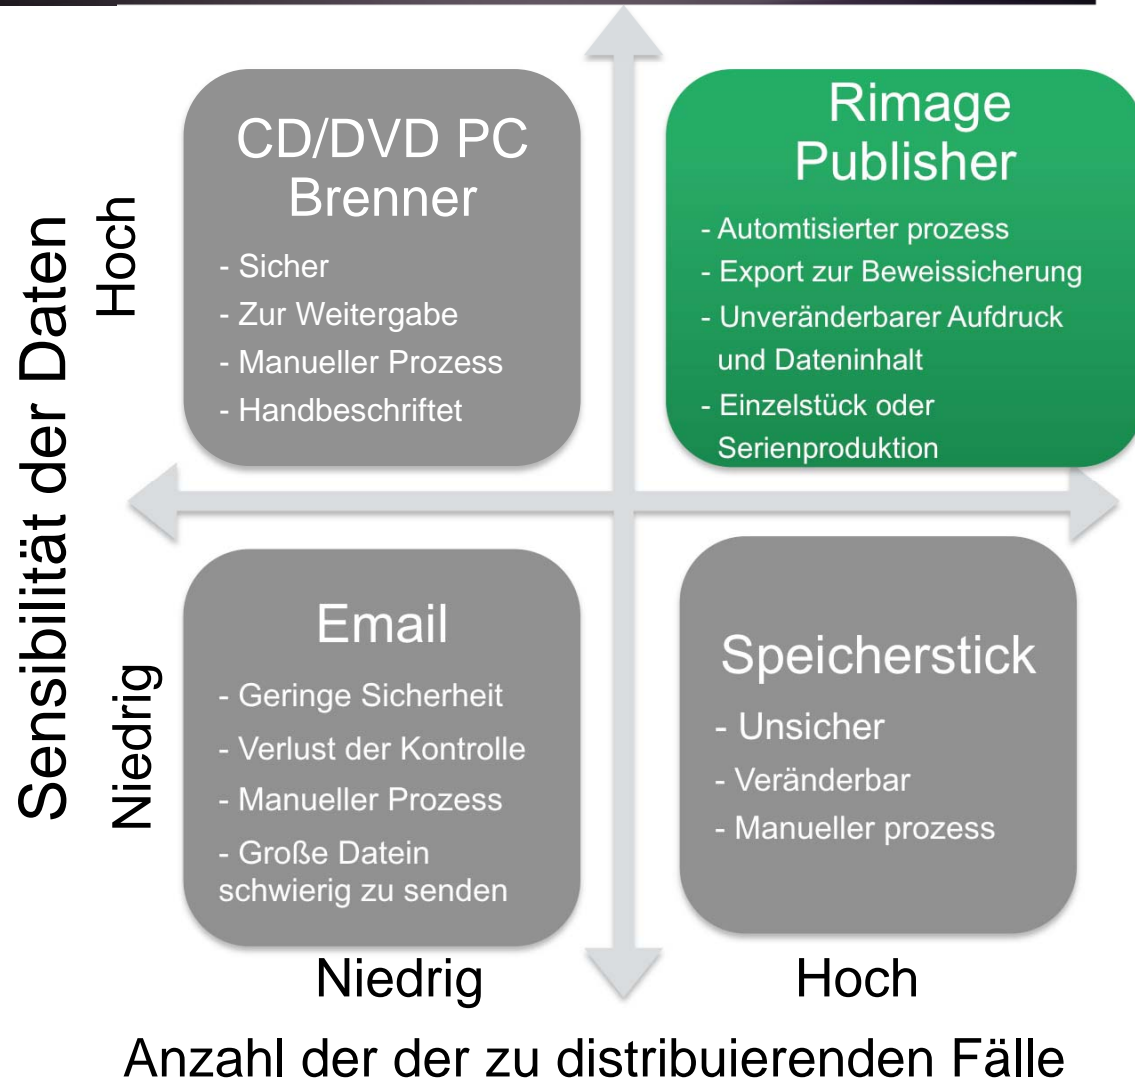 Sensibilität der Daten
Hoch
Niedrig
CD/DVD PC
Brenner
- Sicher
- Zur Weitergabe
- Manueller Prozess
- Handbeschriftet
Rimage
Publisher
- Automtisierter prozess
- Export zur Beweissicherung
- Unveränderbarer Aufdruck
und Dateninhalt
- Einzelstück oder
Serienproduktion
Email
- Geringe Sicherheit
- Verlust der Kontrolle
- Manueller Prozess
- Große Datein
schwierig zu senden
Speicherstick
- Unsicher
- Veränderbar
- Manueller prozess
Niedrig
Hoch
Anzahl der der zu distribuierenden Fälle